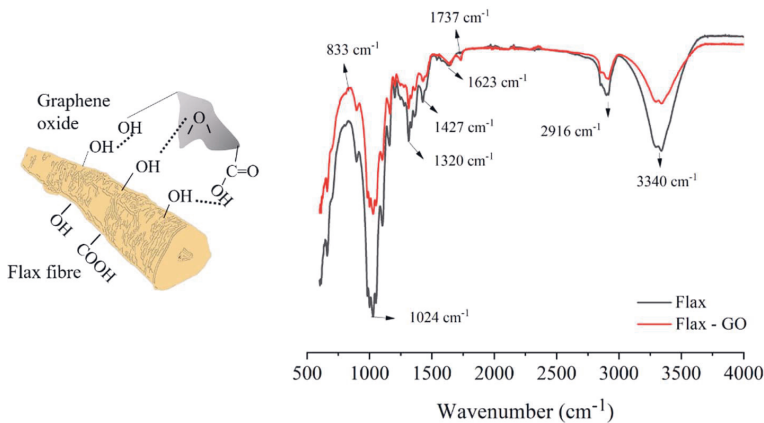 Graphene
oxide
OH
OH
O
C=O
OH
OH
OH
OH
COOH
Flax fibre
833 cm-1
1737 cm-1
1623 cm-1
1427 cm-1
1320 cm-1
1024 cm-1
2916 cm-1
3340 cm-1
Flax
Flax - GO
500 1000 1500 2000 2500 3000 3500 4000
Wavenumber (cm-1)